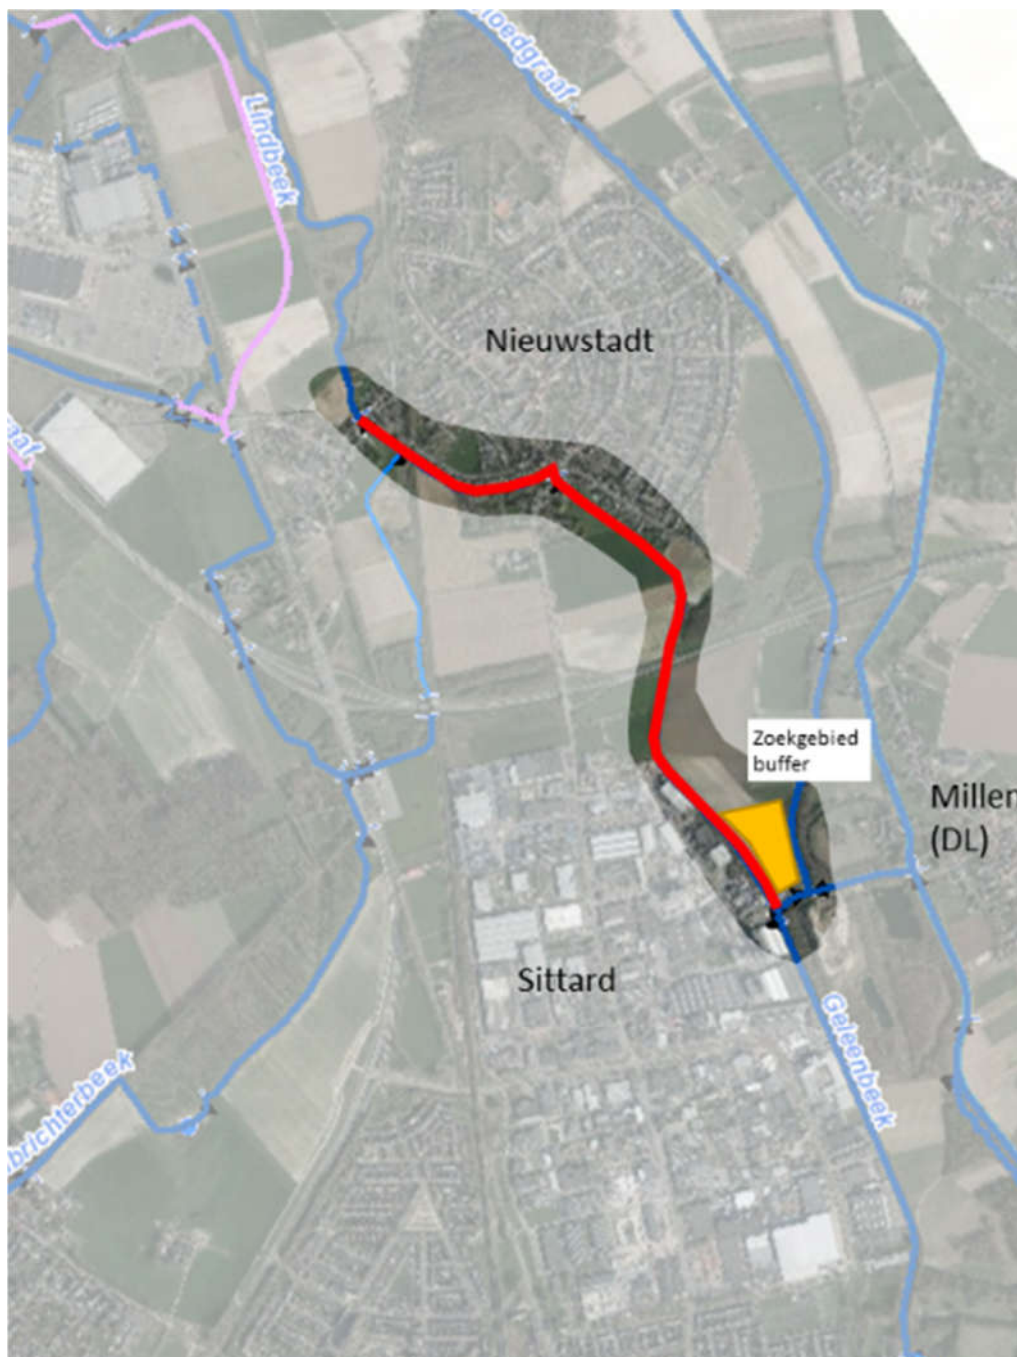 Lindbeek
Nieuwstadt
Zoekgebied
buffer
Millen
(DL)
Sittard
Geleenbeek